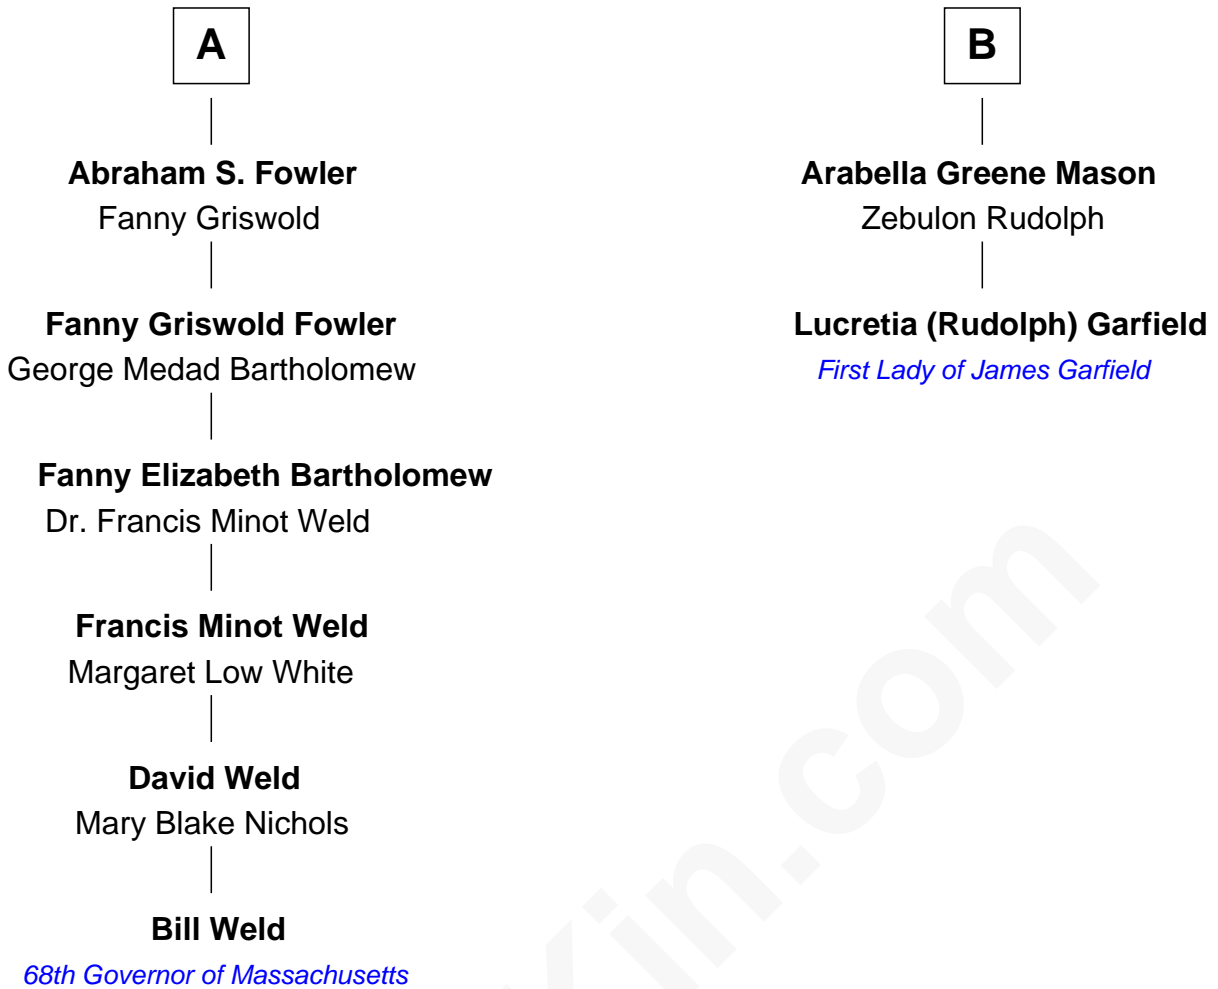 A
Abraham S. Fowler
Fanny Griswold
Fanny Griswold Fowler
George Medad Bartholomew
Fanny Elizabeth Bartholomew
Dr. Francis Minot Weld
Francis Minot Weld
Margaret Low White
David Weld
Mary Blake Nichols
Bill Weld
68th Governor of Massachusetts
B
Arabella Greene Mason
Zebulon Rudolph
Lucretia (Rudolph) Garfield
First Lady of James Garfield
Kin.com